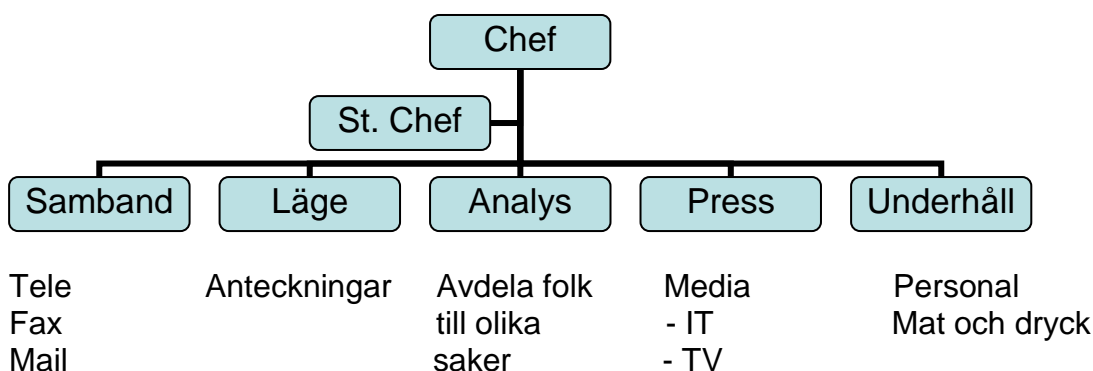 Chef
St. Chef
Samband
Läge
Analys
Press
Underhåll
Tele
Fax
Mail
Anteckningar
Avdela folk
till olika
saker
Media
- IT
- TV
Personal
Mat och dryck